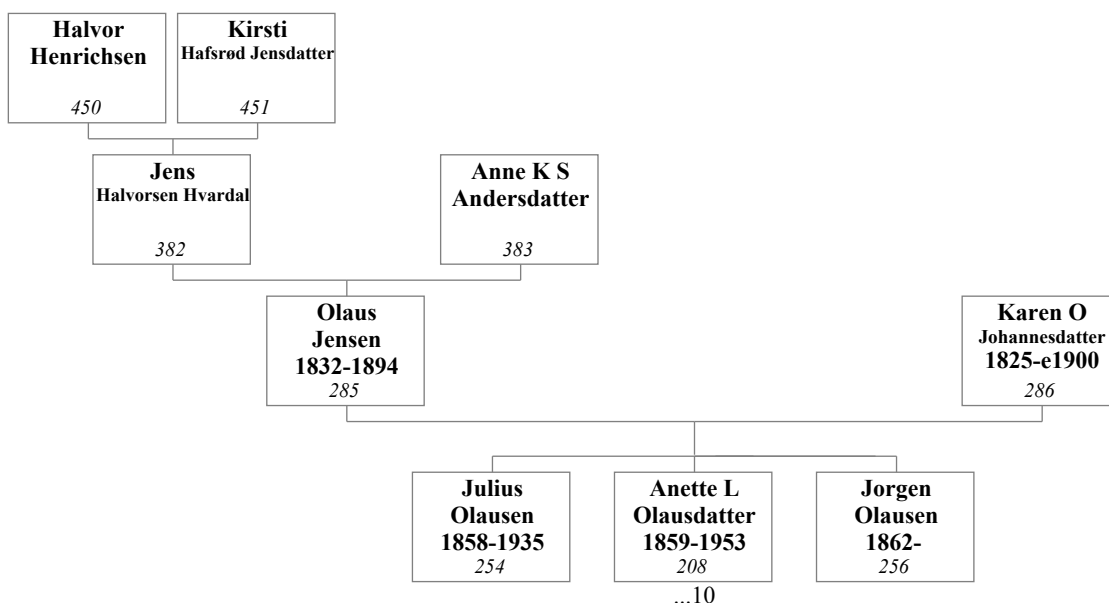 Halvor
Henrichsen
450
Kirsti
Hafsrød Jensdatter
451
Jens
Halvorsen Hvardal
382
Anne K S
Andersdatter
383
Olaus
Jensen
1832-1894
285
Karen O
Johannesdatter
1825-e1900
286
Julius
Olausen
1858-1935
254
Anette L
Olausdatter
1859-1953
208
...10
Jorgen
Olausen
1862-
256